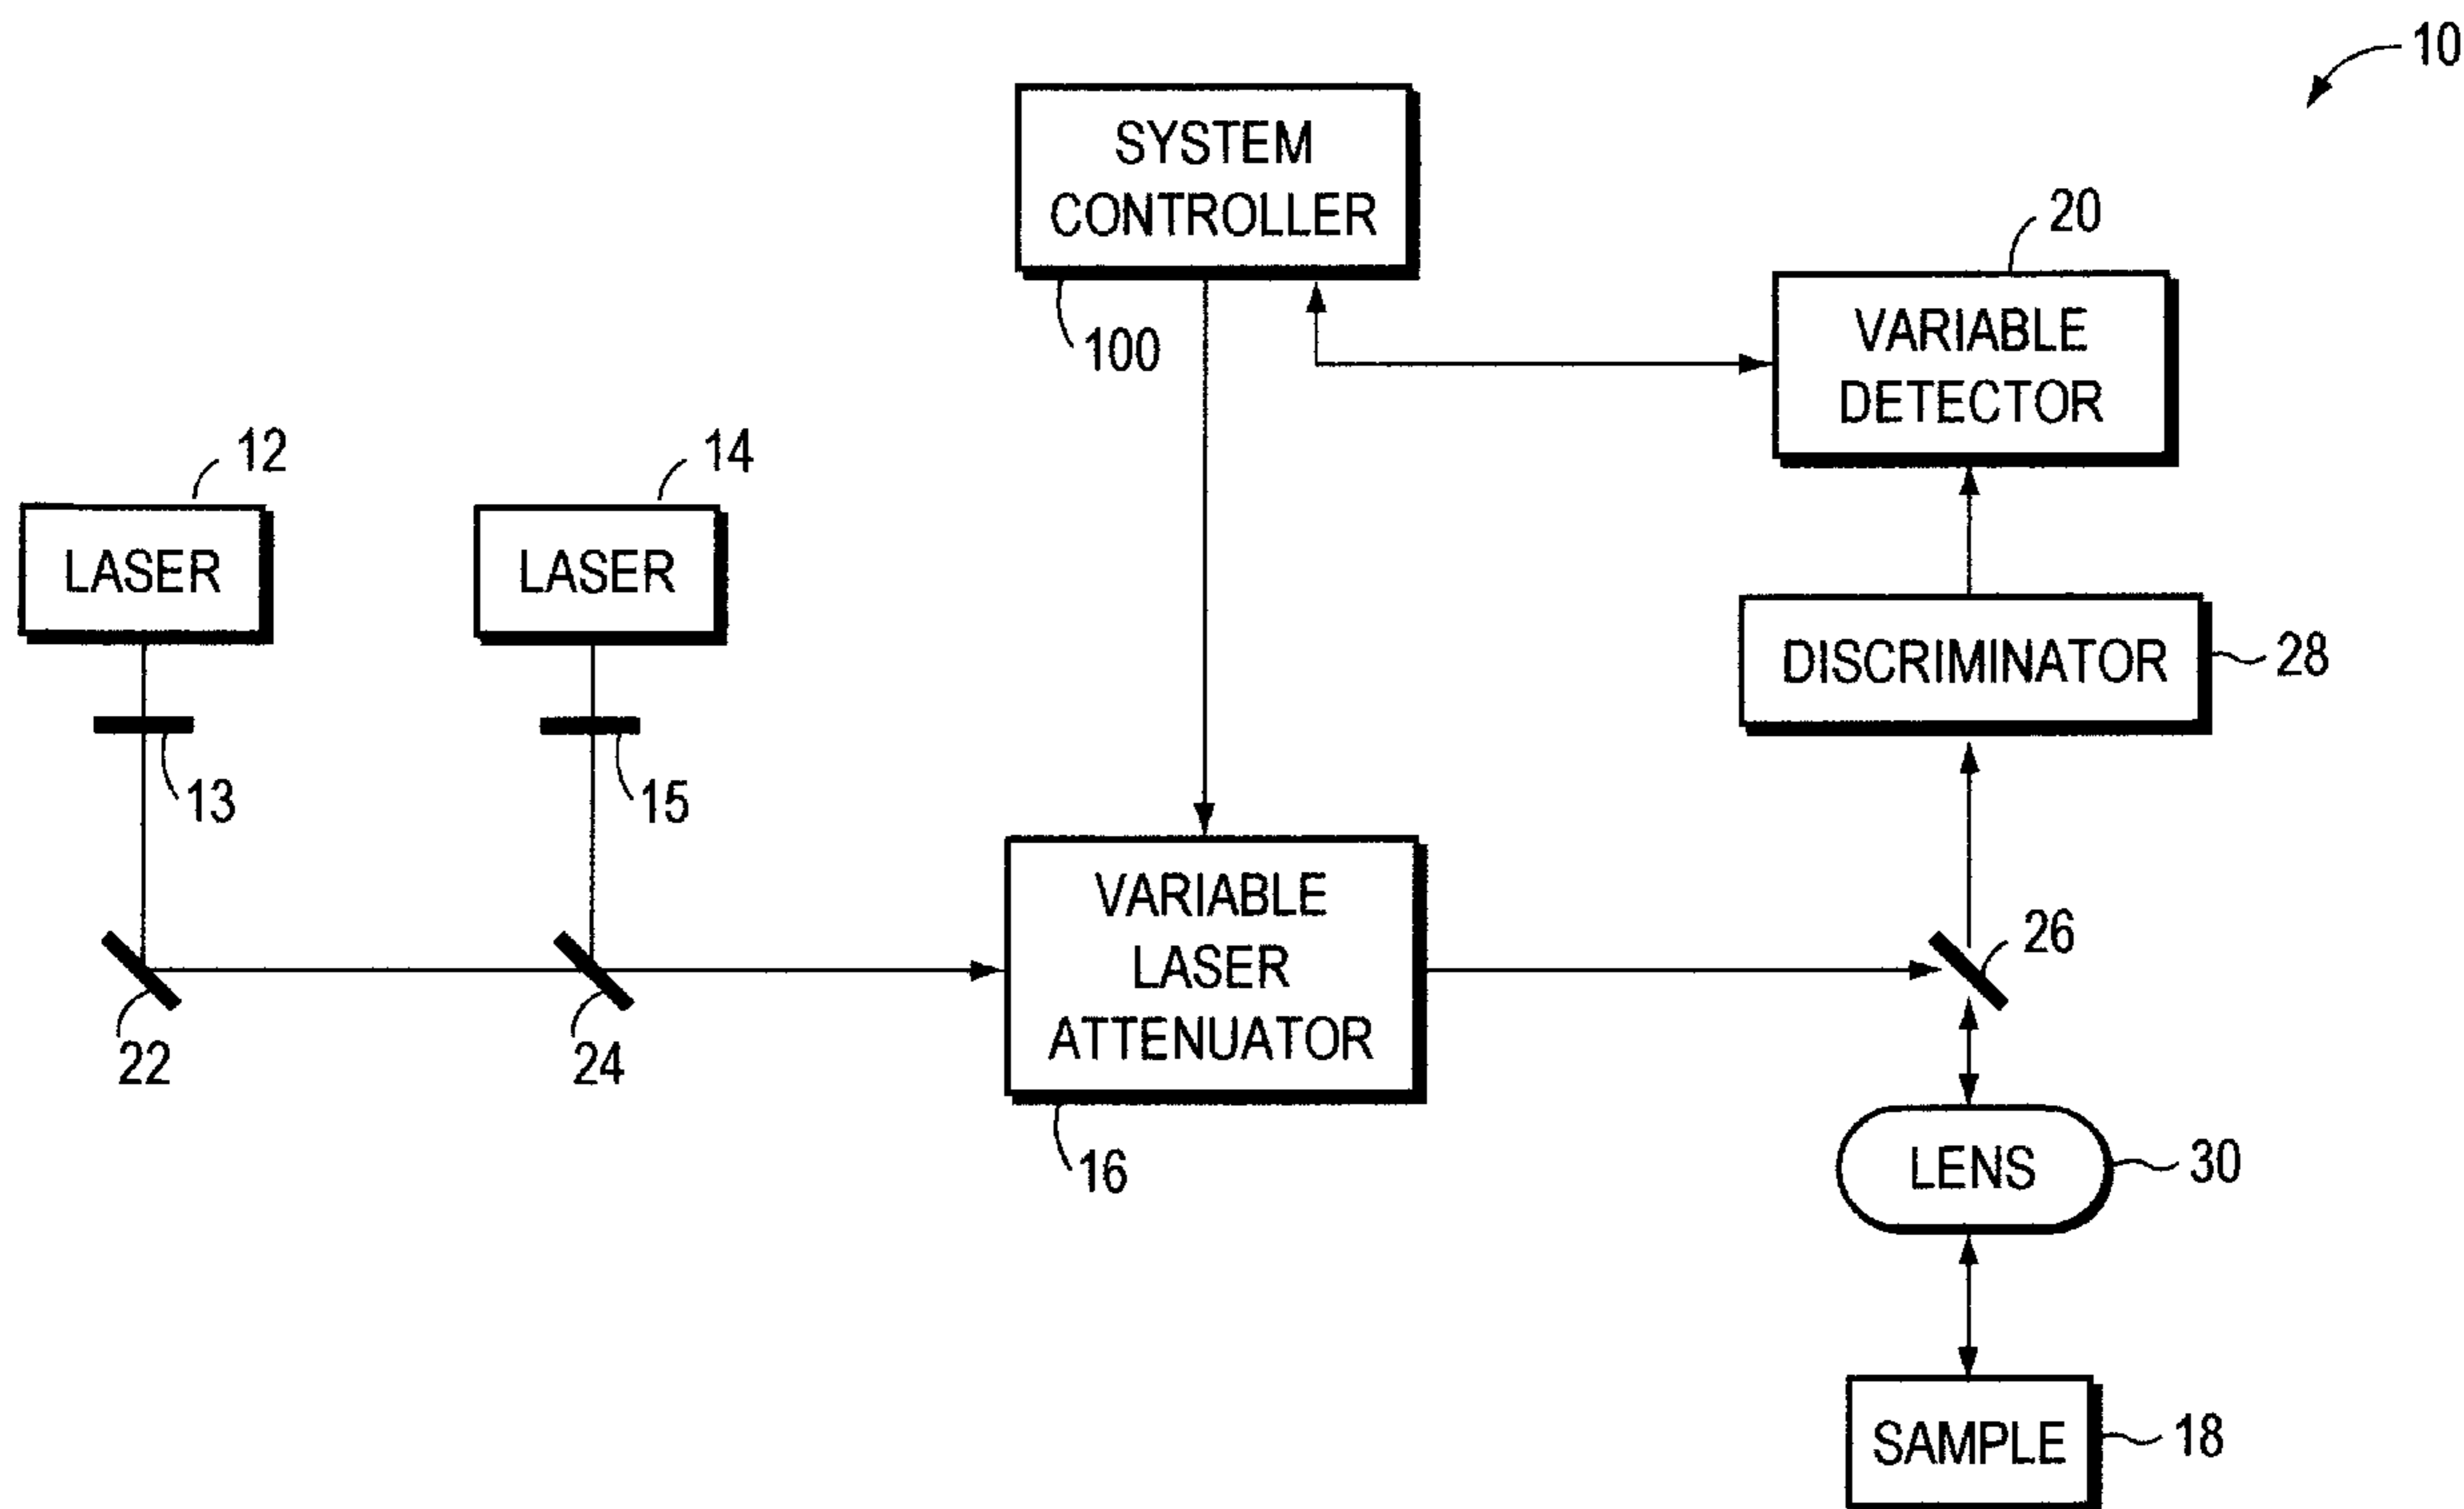 10
SYSTEM
CONTROLLER
100
20
VARIABLE
DETECTOR
12
LASER
14
LASER
DISCRIMINATOR
28
13
15
VARIABLE
LASER
ATTENUATOR
16
26
22
24
LENS
30
SAMPLE
18